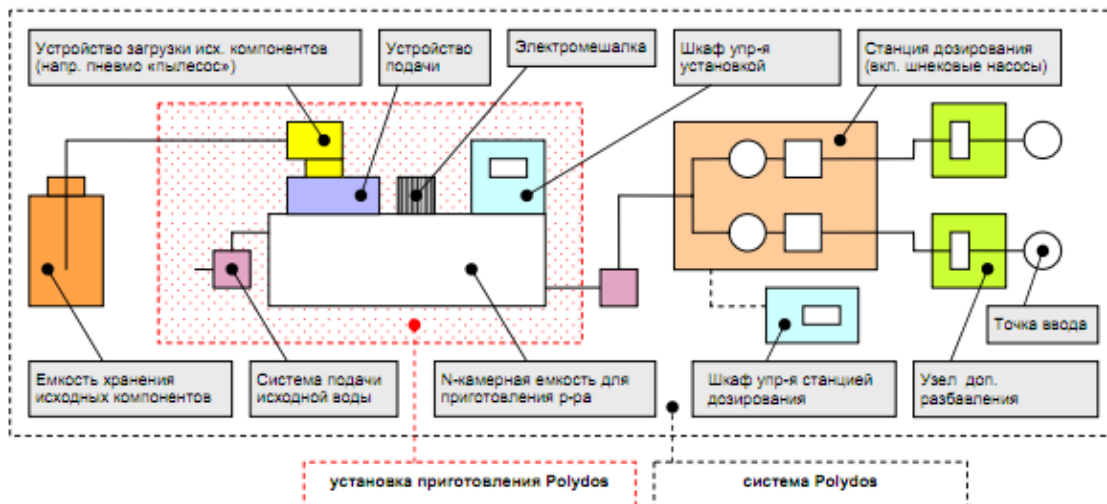 Устройство загрузки исх. компонентов
(напр. пневмо «пылесос»)
Устройство
подачи
Электромешалка
Шкаф упр-я
установкой
Станция дозирования
(вкл. шнековые насосы)
Емкость хранения
исходных компонентов
Система подачи
исходной воды
N-камерная емкость для
приготовления р-ра
Шкаф упр-я станцией
дозирования
Узел доп.
разбавления
Точка ввода
установка приготовления Polydos
система Polydos